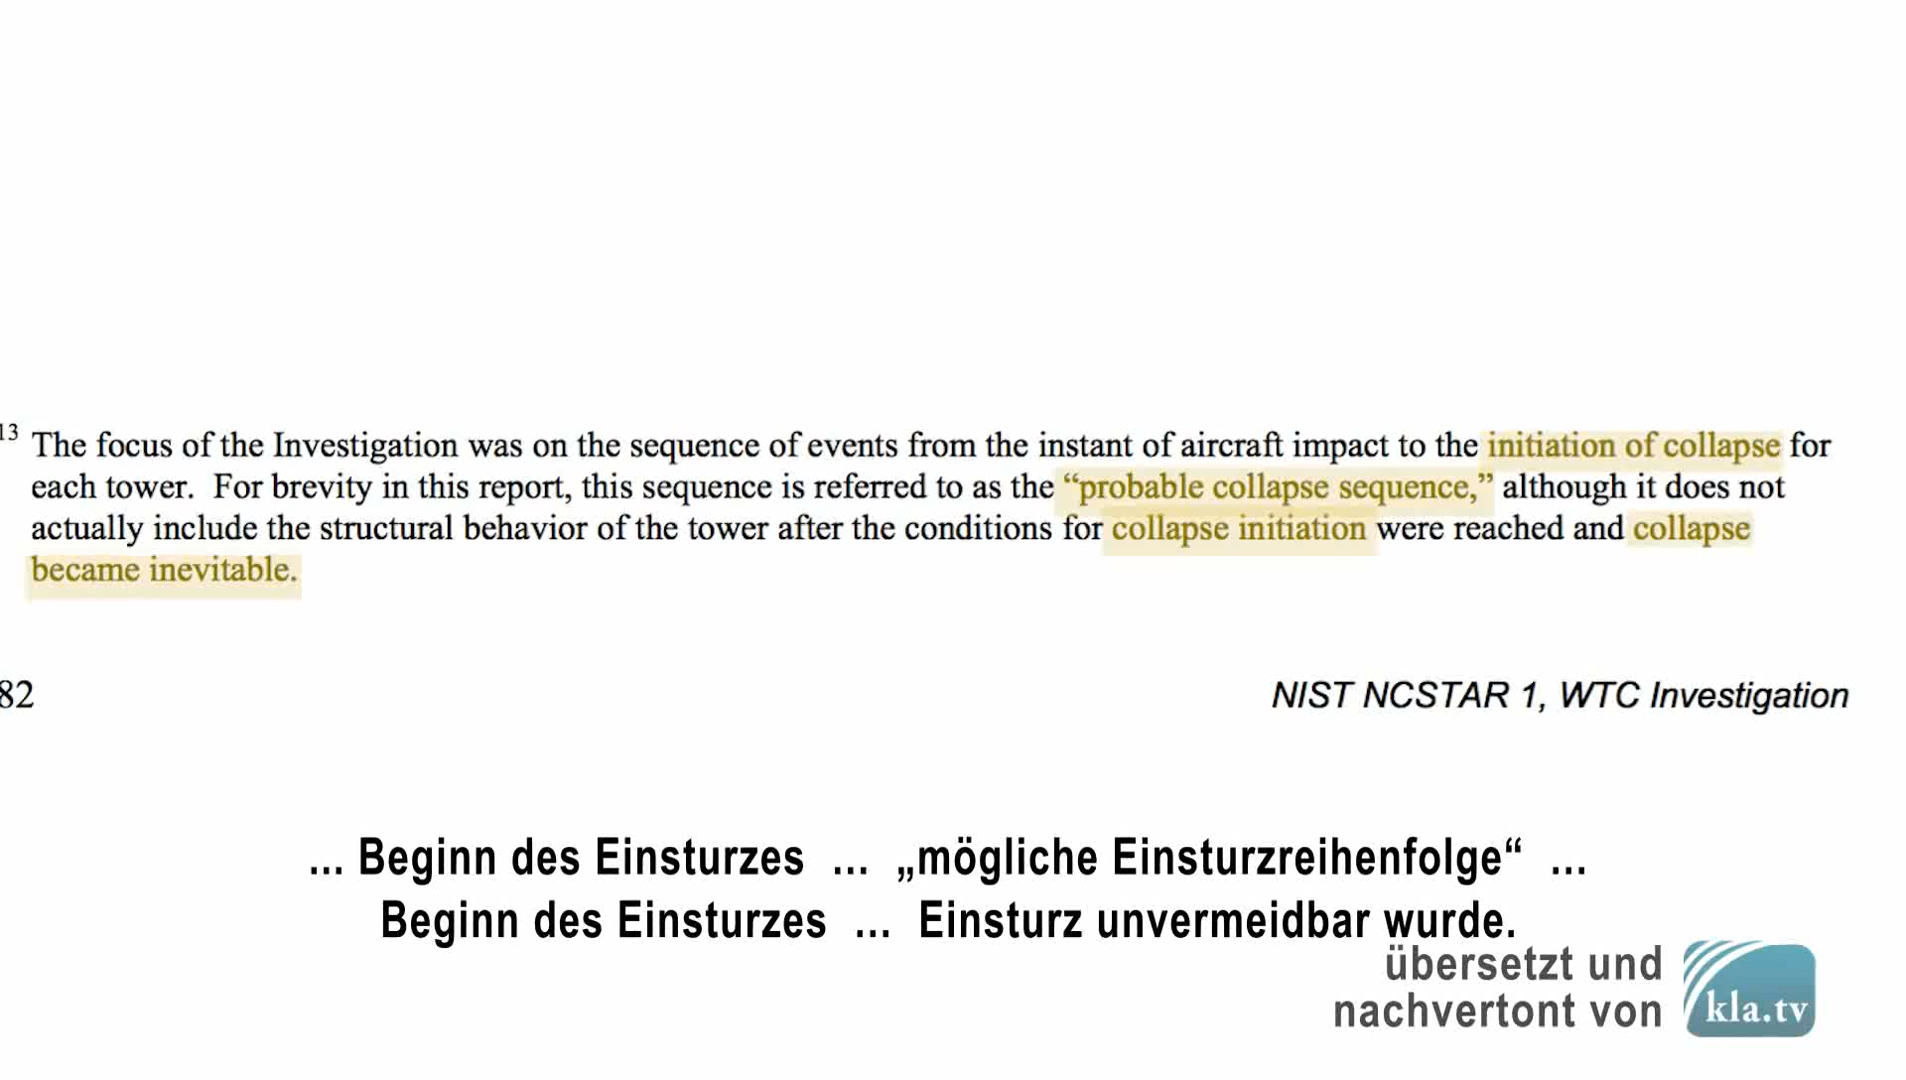 13 The focus of the Investigation was on the sequence of events from the instant of aircraft impact to the initiation of collapse for
each tower. For brevity in this report, this sequence is referred to as the “probable collapse sequence,” although it does not
actually include the structural behavior of the tower after the conditions for collapse initiation were reached and collapse
became inevitable.
82
NIST NCSTAR 1, WTC Investigation
... Beginn des Einsturzes ... „mögliche Einsturzreihenfolge“ ...
Beginn des Einsturzes ... Einsturz unvermeidbar wurde.
übersetzt und
nachvertont von
kla.tv